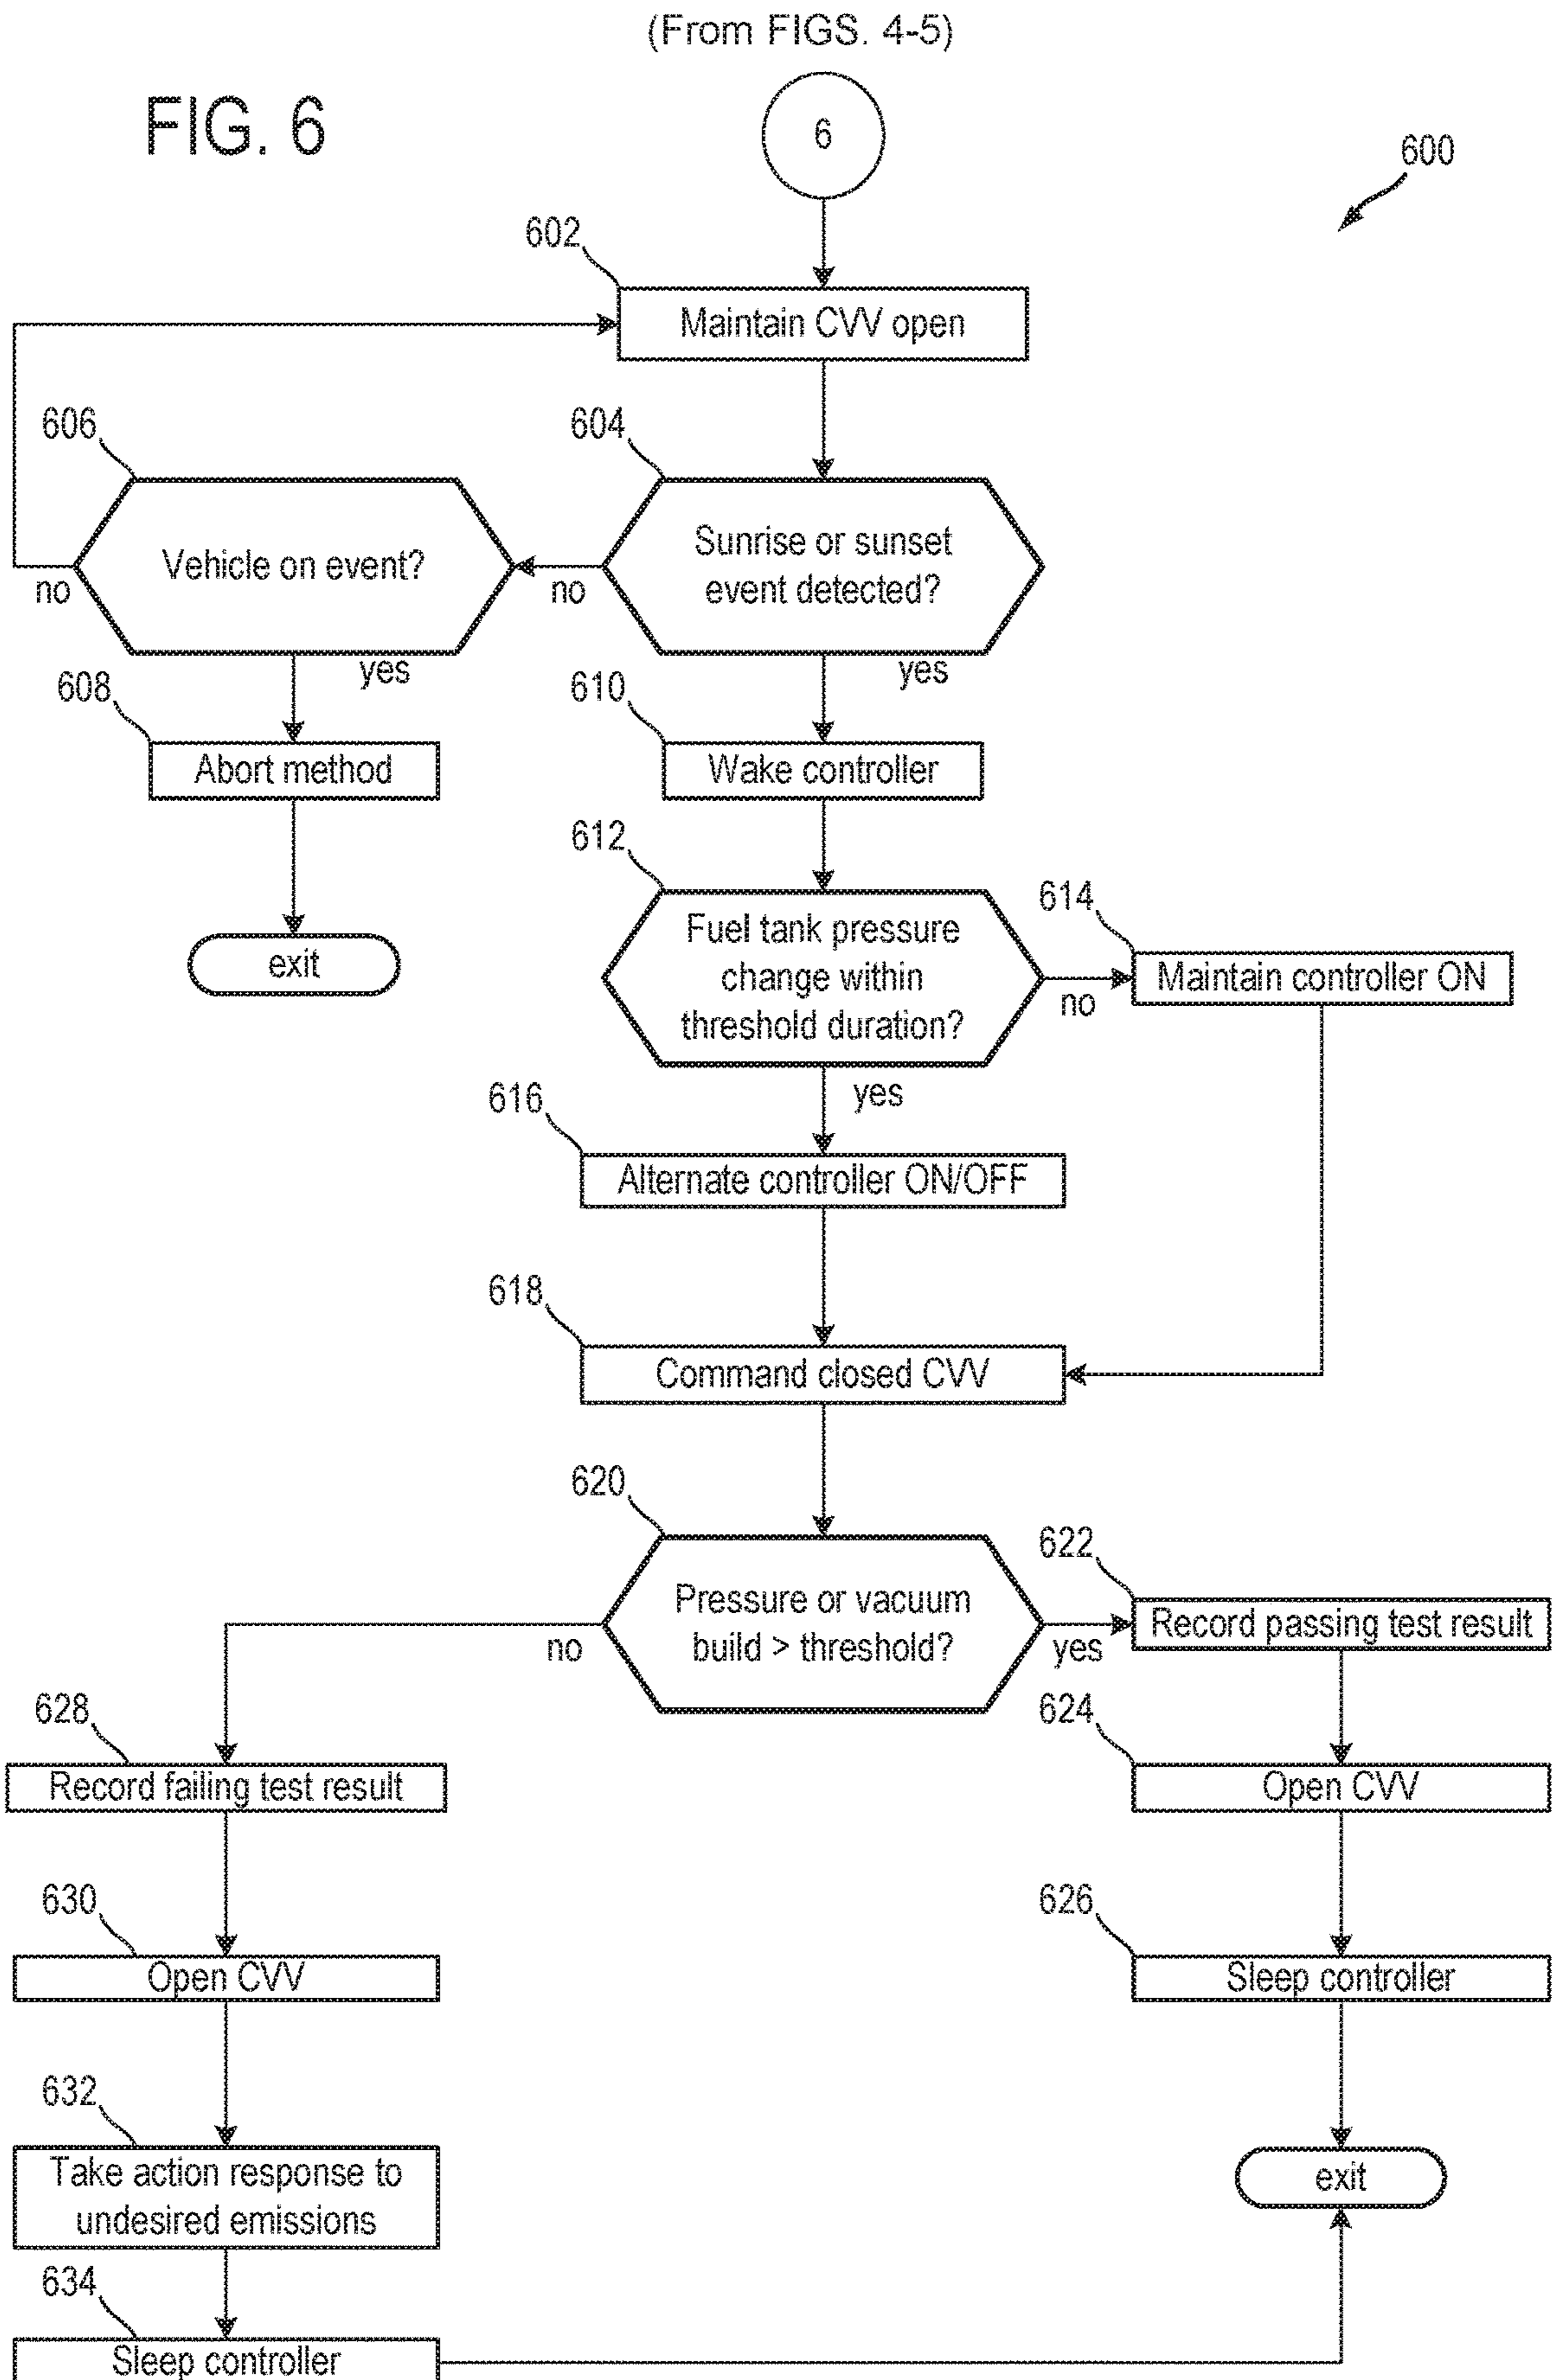 (From FIGS. 4-5)
FIG. 6
6
600
602
Maintain CVV open
606
604
Vehicle on event?
Sunrise or sunset
event detected?
no
no
yes
yes
608
610
Abort method
Wake controller
612
614
exit
Fuel tank pressure
change within
threshold duration?
no
Maintain controller ON
yes
616
Alternate controller ON/OFF
618
Command closed CVV
620
622
Pressure or vacuum
build > threshold?
no
yes
Record passing test result
628
624
Record failing test result
Open CVV
630
626
Open CVV
Sleep controller
632
Take action response to
undesired emissions
exit
634
Sleep controller